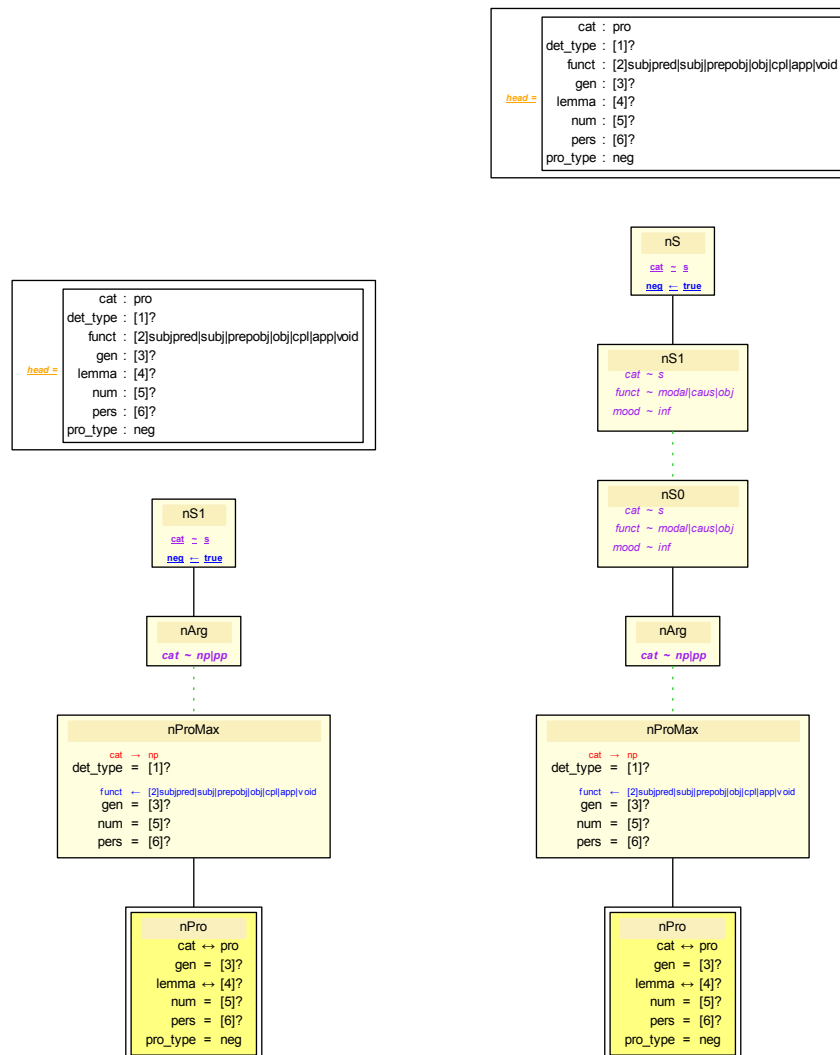 head =
cat : pro
det_type : [1]?
funct : [2]subjpred|subj|prepobj|obj|cpl|app|void
gen : [3]?
lemma : [4]?
num : [5]?
pers : [6]?
pro_type : neg
nS1
cat ~ s
neg ← true
nArg
cat ~ np|pp
nProMax
cat → np
det_type = [1]?
funct ← [2]subjpred|subj|prepobj|obj|cpl|app|void
gen = [3]?
num = [5]?
pers = [6]?
nPro
cat ↔ pro
gen = [3]?
lemma ↔ [4]?
num = [5]?
pers = [6]?
pro_type = neg
head =
cat : pro
det_type : [1]?
funct : [2]subjpred|subj|prepobj|obj|cpl|app|void
gen : [3]?
lemma : [4]?
num : [5]?
pers : [6]?
pro_type : neg
nS
cat ~ s
neg ← true
nS1
cat ~ s
funct ~ modal|caus|obj
mood ~ inf
nS0
cat ~ s
funct ~ modal|caus|obj
mood ~ inf
nArg
cat ~ np|pp
nProMax
cat → np
det_type = [1]?
funct ← [2]subjpred|subj|prepobj|obj|cpl|app|void
gen = [3]?
num = [5]?
pers = [6]?
nPro
cat ↔ pro
gen = [3]?
lemma ↔ [4]?
num = [5]?
pers = [6]?
pro_type = neg